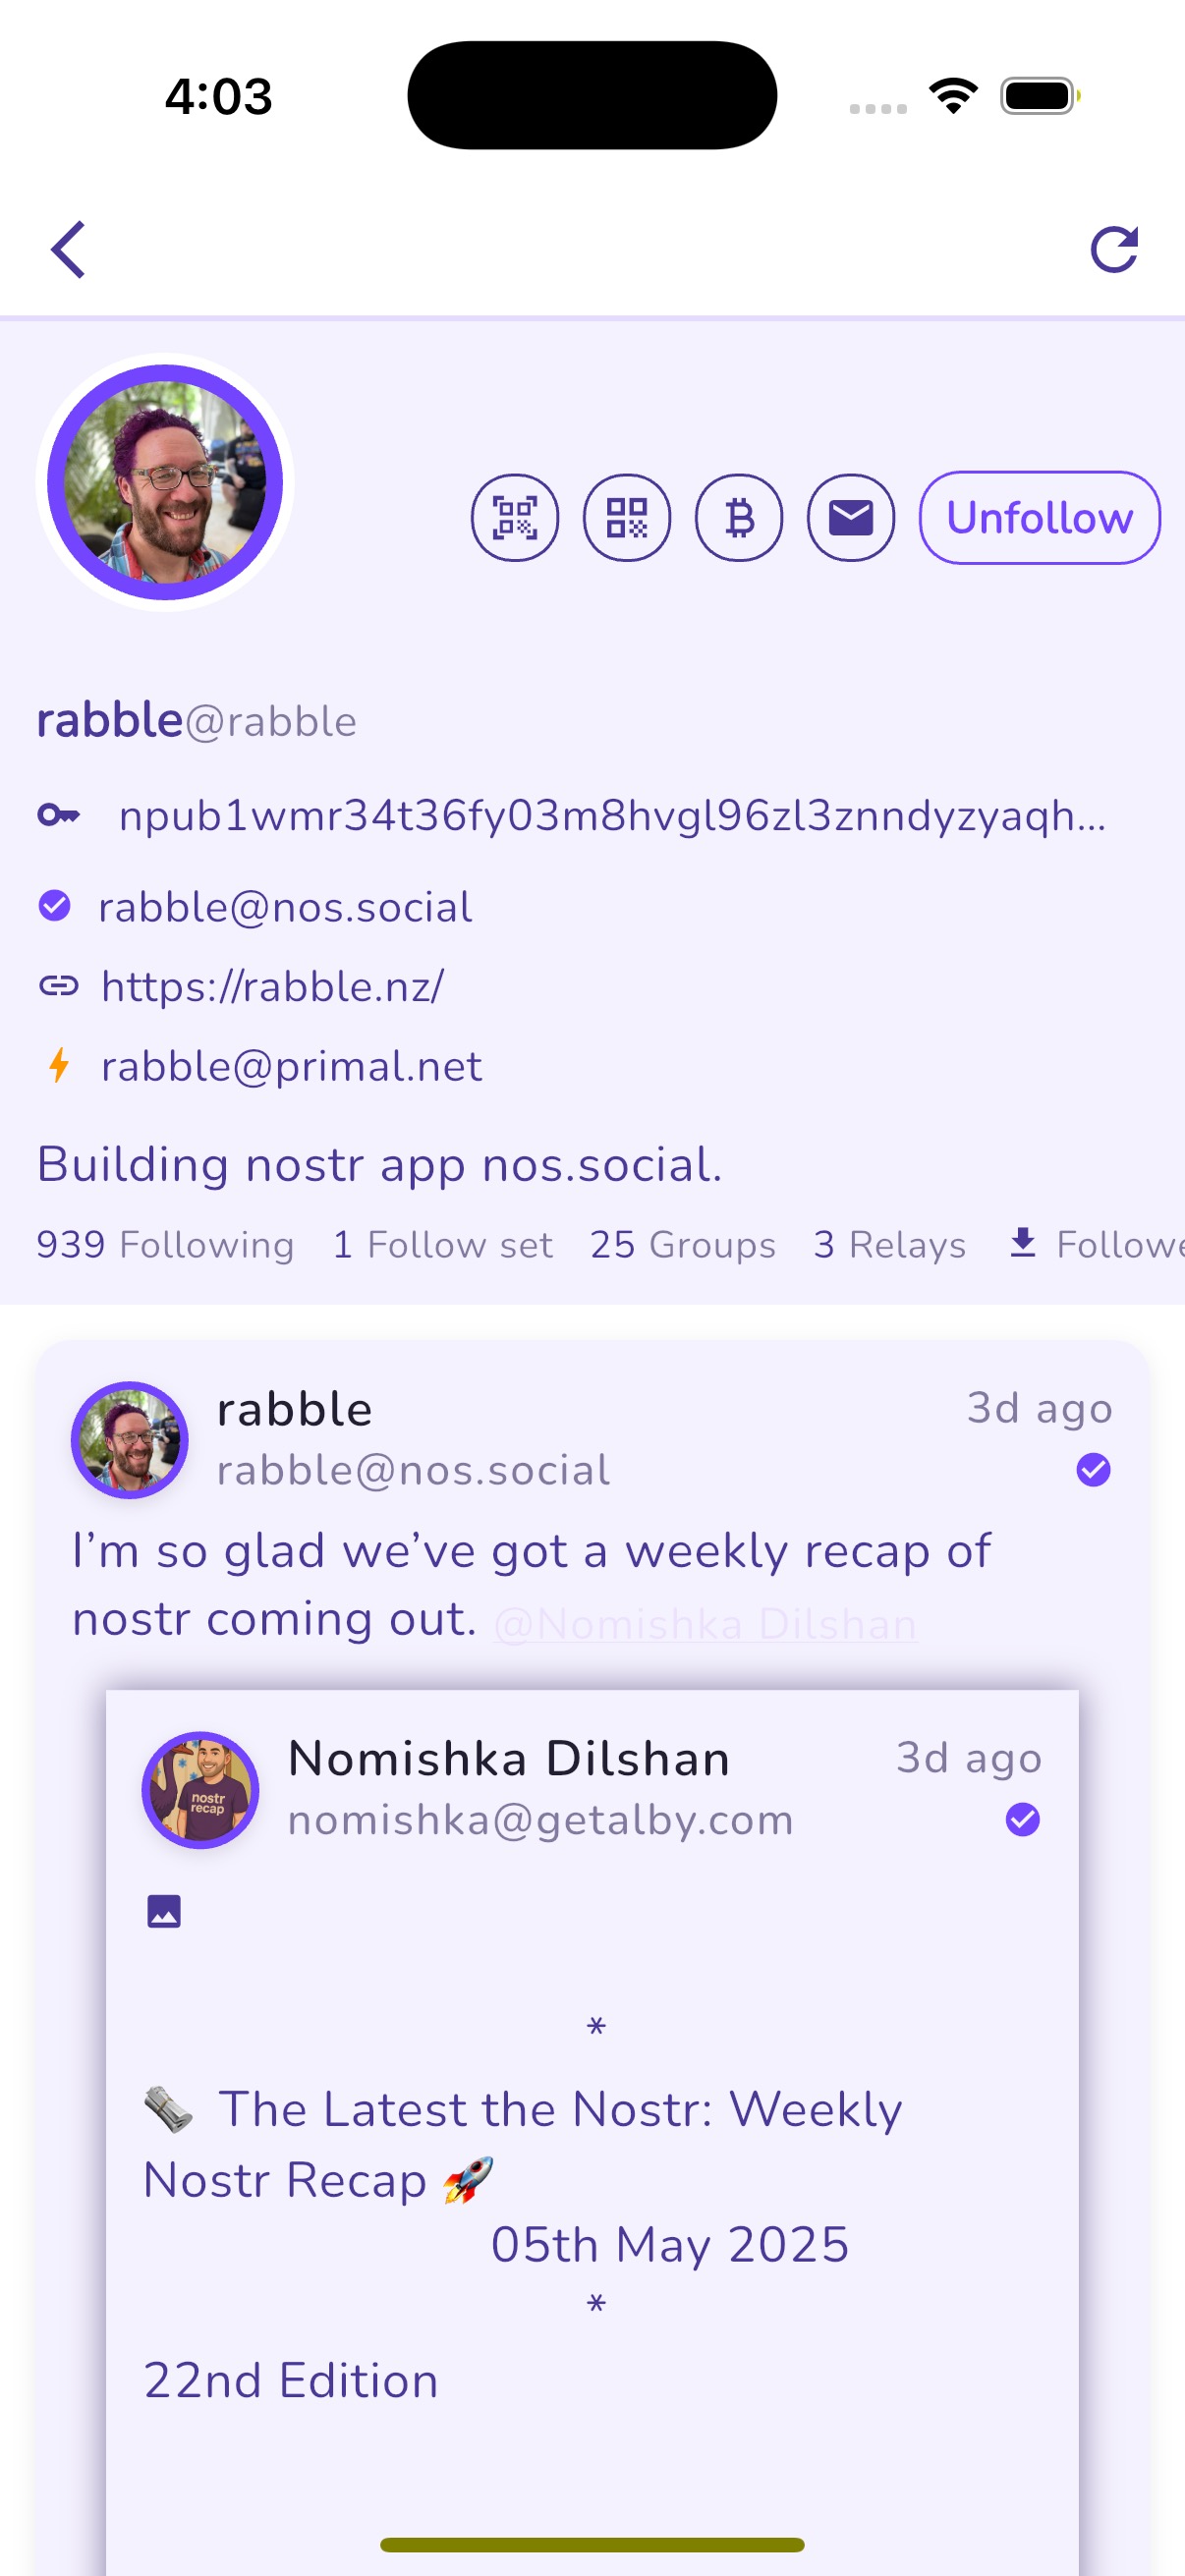 4:03
Unfollow
rabble@rabble
npub1wmr34t36fy03m8hvgl96zl3znndyzyaqh...
rabble@nos.social
https://rabble.nz/
rabble@primal.net
Building nostr app nos.social.
939 Following 1 Follow set 25 Groups 3 Relays Followe
rabble 3d ago
rabble@nos.social
I’m so glad we’ve got a weekly recap of
nostr coming out. @Nomishka Dilshan
Nomishka Dilshan 3d ago
nomishka@getalby.com
nostr
recap
*
🗞️ The Latest the Nostr: Weekly
Nostr Recap 🚀
05th May 2025
*
22nd Edition